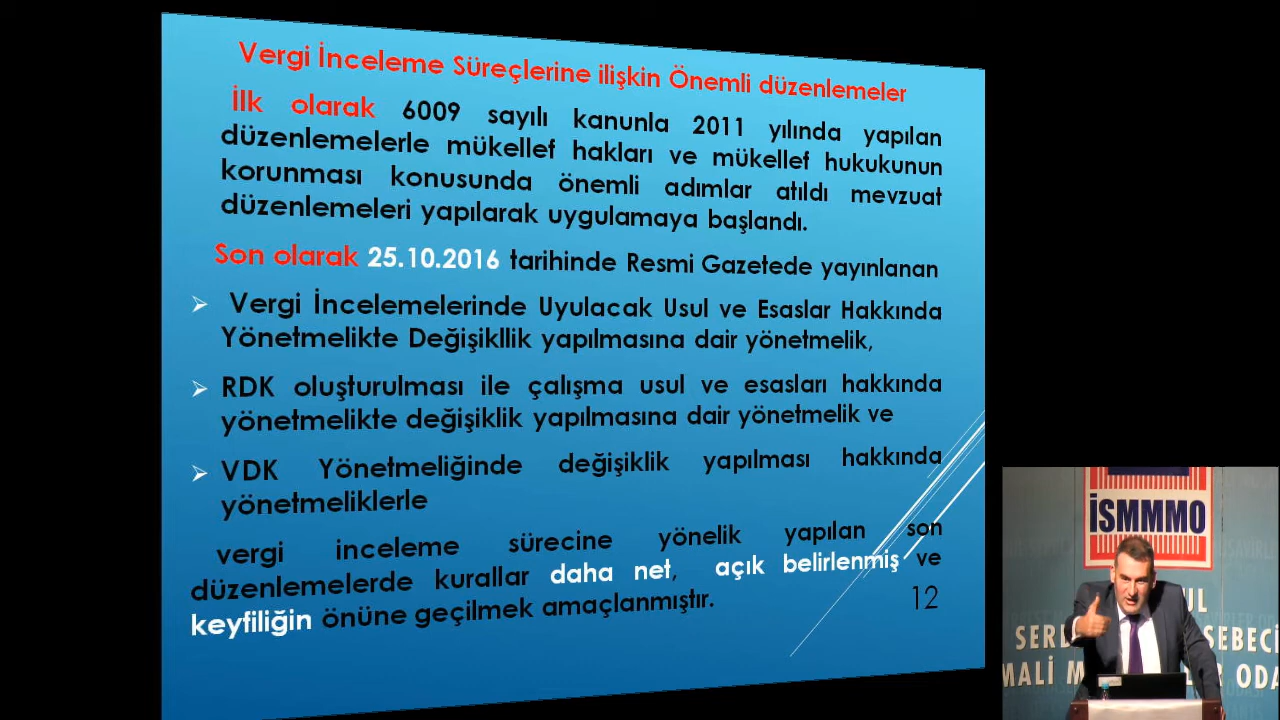 Vergi İnceleme Süreçlerine ilişkin Önemli düzenlemeler
İlk olarak 6009 sayılı kanunla 2011 yılında yapılan
düzenlemelerle mükellef hakları ve mükellef hukukunun
korunması konusunda önemli adımlar atıldı mevzuat
düzenlemeleri yapılarak uygulamaya başlandı.
Son olarak 25.10.2016 tarihinde Resmi Gazetede yayınlanan
Vergi İncelemelerinde Uyulacak Usul ve Esaslar Hakkında
Yönetmelikte Değişikllik yapılmasına dair yönetmelik,
RDK oluşturulması ile çalışma usul ve esasları hakkında
yönetmelikte değişiklik yapılmasına dair yönetmelik ve
VDK Yönetmeliğinde değişiklik yapılması hakkında
yönetmeliklerle
vergi inceleme sürecine yönelik yapılan son
düzenlemelerde kurallar daha net, açık belirlenmiş ve
keyfiliğin önüne geçilmek amaçlanmıştır.
12
İSMMMO